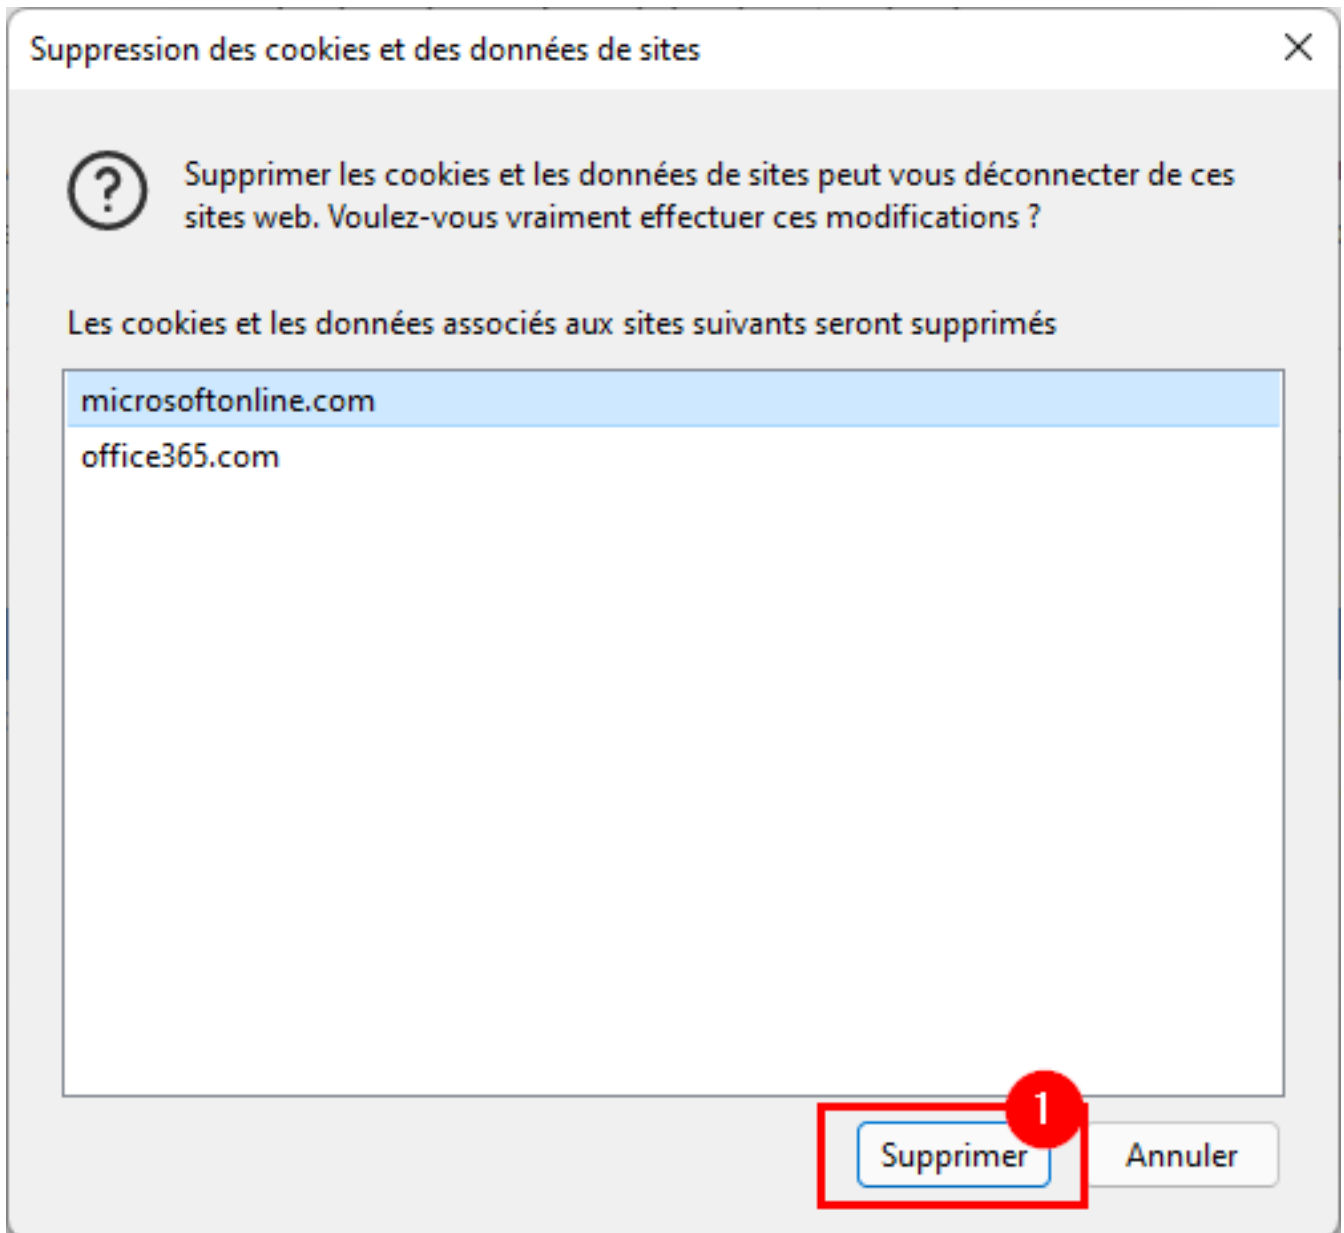 Suppression des cookies et des données de sites
Supprimer les cookies et les données de sites peut vous déconnecter de ces
sites web. Voulez-vous vraiment effectuer ces modifications ?
Les cookies et les données associés aux sites suivants seront supprimés
microsoftonline.com
office365.com
1
Supprimer
Annuler